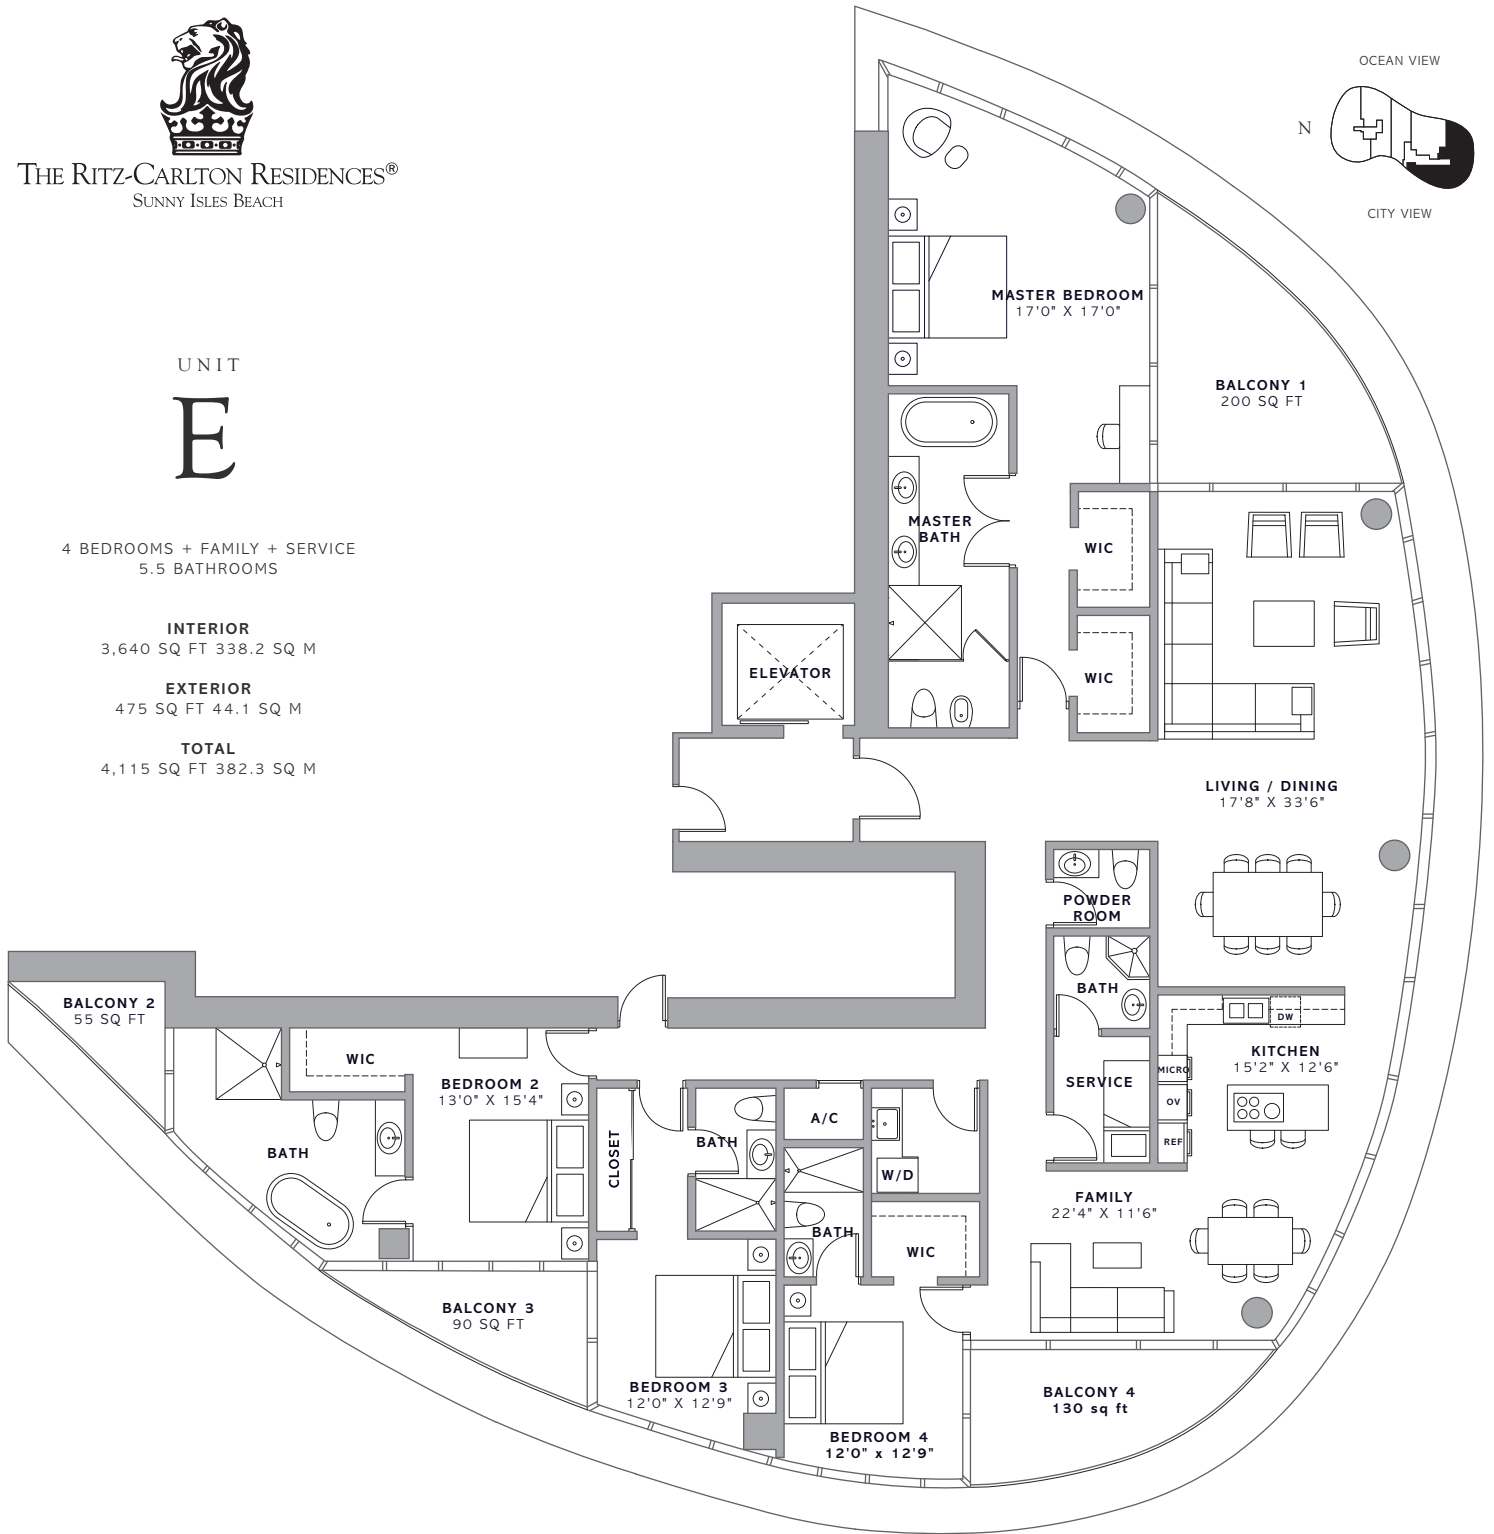 THE RITZ-CARLTON RESIDENCES®
SUNNY ISLES BEACH
UNIT
E
4 BEDROOMS + FAMILY + SERVICE
5.5 BATHROOMS
INTERIOR
3,640 SQ FT 338.2 SQ M
EXTERIOR
475 SQ FT 44.1 SQ M
TOTAL
4,115 SQ FT 382.3 SQ M
OCEAN VIEW
N
CITY VIEW
MASTER BEDROOM
17'0" X 17'0"
BALCONY 1
200 SQ FT
MASTER
BATH
WIC
WIC
ELEVATOR
LIVING / DINING
17'8" X 33'6"
POWDER
ROOM
BATH
DW
KITCHEN
15'2" X 12'6"
MICRO
OV
REF
SERVICE
BALCONY 2
55 SQ FT
WIC
BEDROOM 2
13'0" X 15'4"
BATH
CLOSET
BATH
A/C
W/D
BATH
WIC
FAMILY
22'4" X 11'6"
BALCONY 3
90 SQ FT
BEDROOM 3
12'0" X 12'9"
BEDROOM 4
12'0" x 12'9"
BALCONY 4
130 sq ft